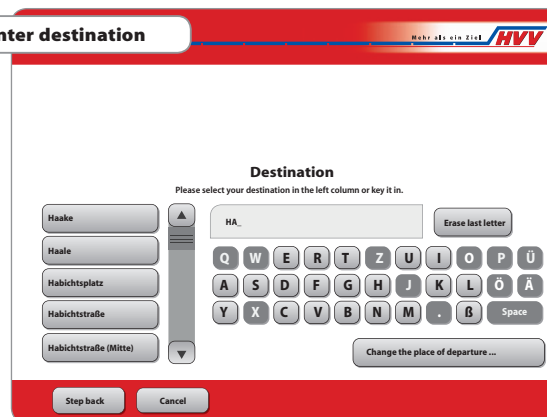 nter destination
Mehr als ein Ziel HVV
Destination
Please select your destination in the left column or key it in.
Haake
Haale
Habichtsplatz
Habichtstraße
Habichtstraße (Mitte)
HA_
Erase last letter
Q W E R T Z U I O P Ü
A S D F G H J K L Ö Ä
Y X C V B N M . ß Space
Change the place of departure ...
Step back Cancel